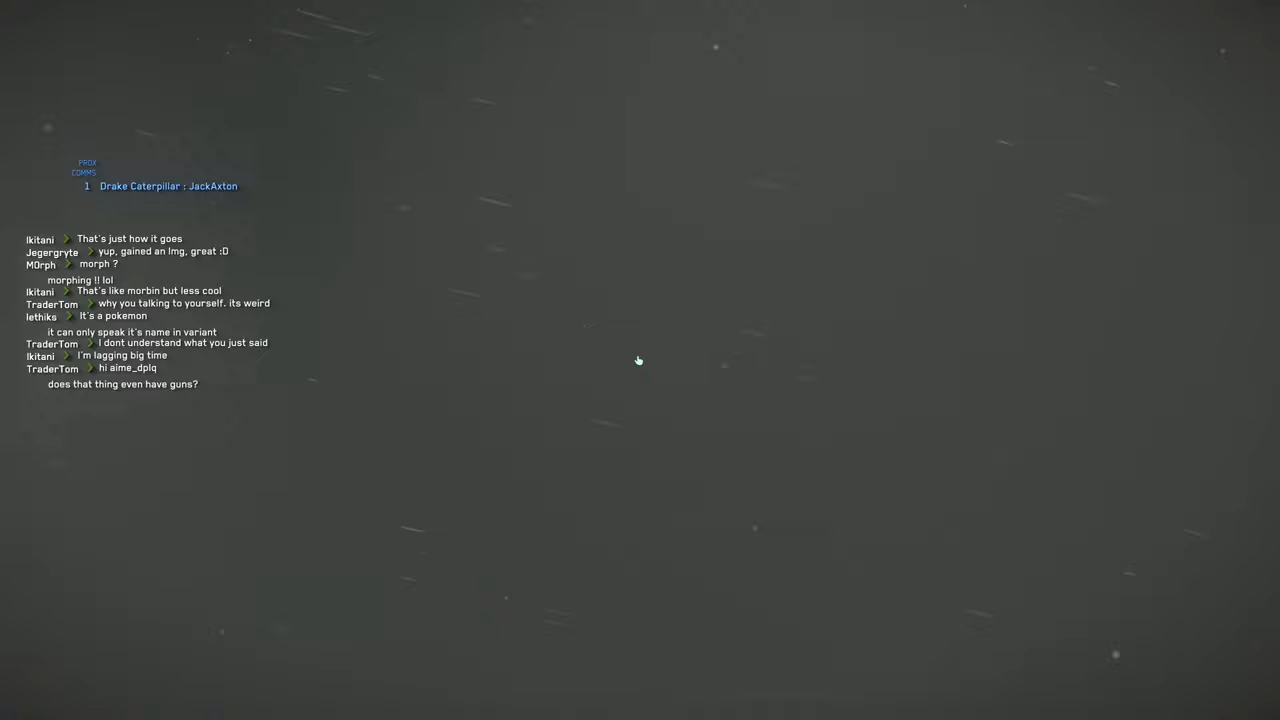 PROX
COMMS
1 Drake Caterpillar : JackAxton
Ikitani > That's just how it goes
Jegergryte > yup, gained an lmg, great :D
M0rph > morph ?
morphing !! lol
Ikitani > That's like morbin but less cool
TraderTom > why you talking to yourself. its weird
lethiks > It's a pokemon
it can only speak it's name in variant
TraderTom > I dont understand what you just said
Ikitani > I'm lagging big time
TraderTom > hi aime_dplq
does that thing even have guns?